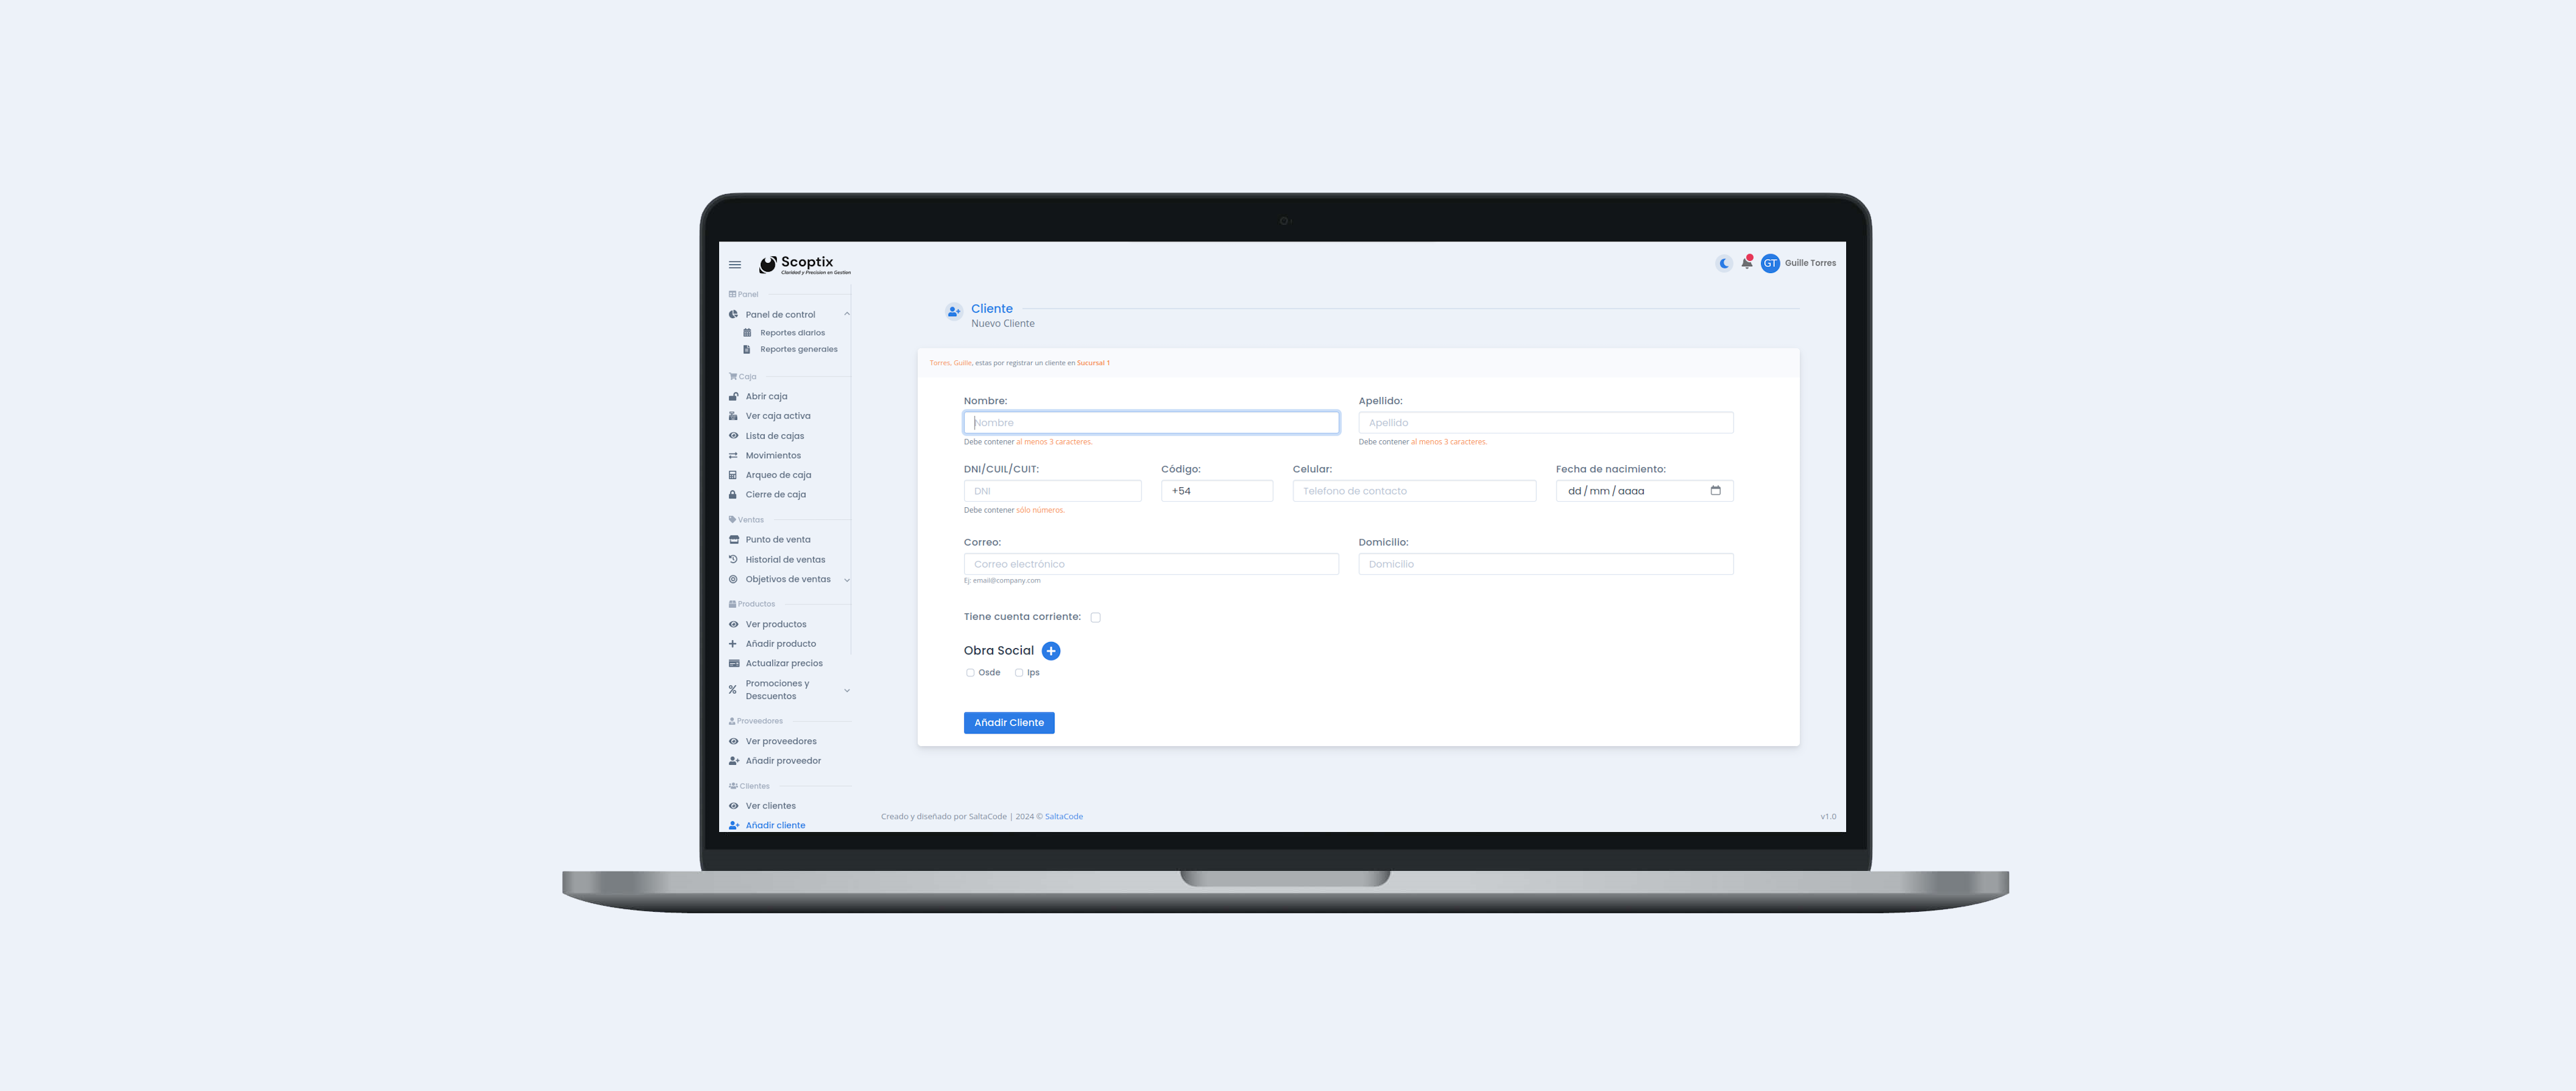 Scoptix
Claridad y Precision en Gestion
GT Guille Torres
Panel
Panel de control
Reportes diarios
Reportes generales
Caja
Abrir caja
Ver caja activa
Lista de cajas
Movimientos
Arqueo de caja
Cierre de caja
Ventas
Punto de venta
Historial de ventas
Objetivos de ventas
Productos
Ver productos
Añadir producto
Actualizar precios
Promociones y
Descuentos
Proveedores
Ver proveedores
Añadir proveedor
Clientes
Ver clientes
Añadir cliente
Cliente
Nuevo Cliente
Torres, Guille, estas por registrar un cliente en Sucursal 1
Nombre: Apellido:
Nombre Apellido
Debe contener al menos 3 caracteres. Debe contener al menos 3 caracteres.
DNI/CUIL/CUIT: Código: Celular: Fecha de nacimiento:
DNI +54 Telefono de contacto dd/mm/aaaa
Debe contener sólo números.
Correo: Domicilio:
Correo electrónico Domicilio
Ej: email@company.com
Tiene cuenta corriente:
Obra Social +
Osde Ips
Añadir Cliente
Creado y diseñado por SaltaCode | 2024 © SaltaCode v1.0